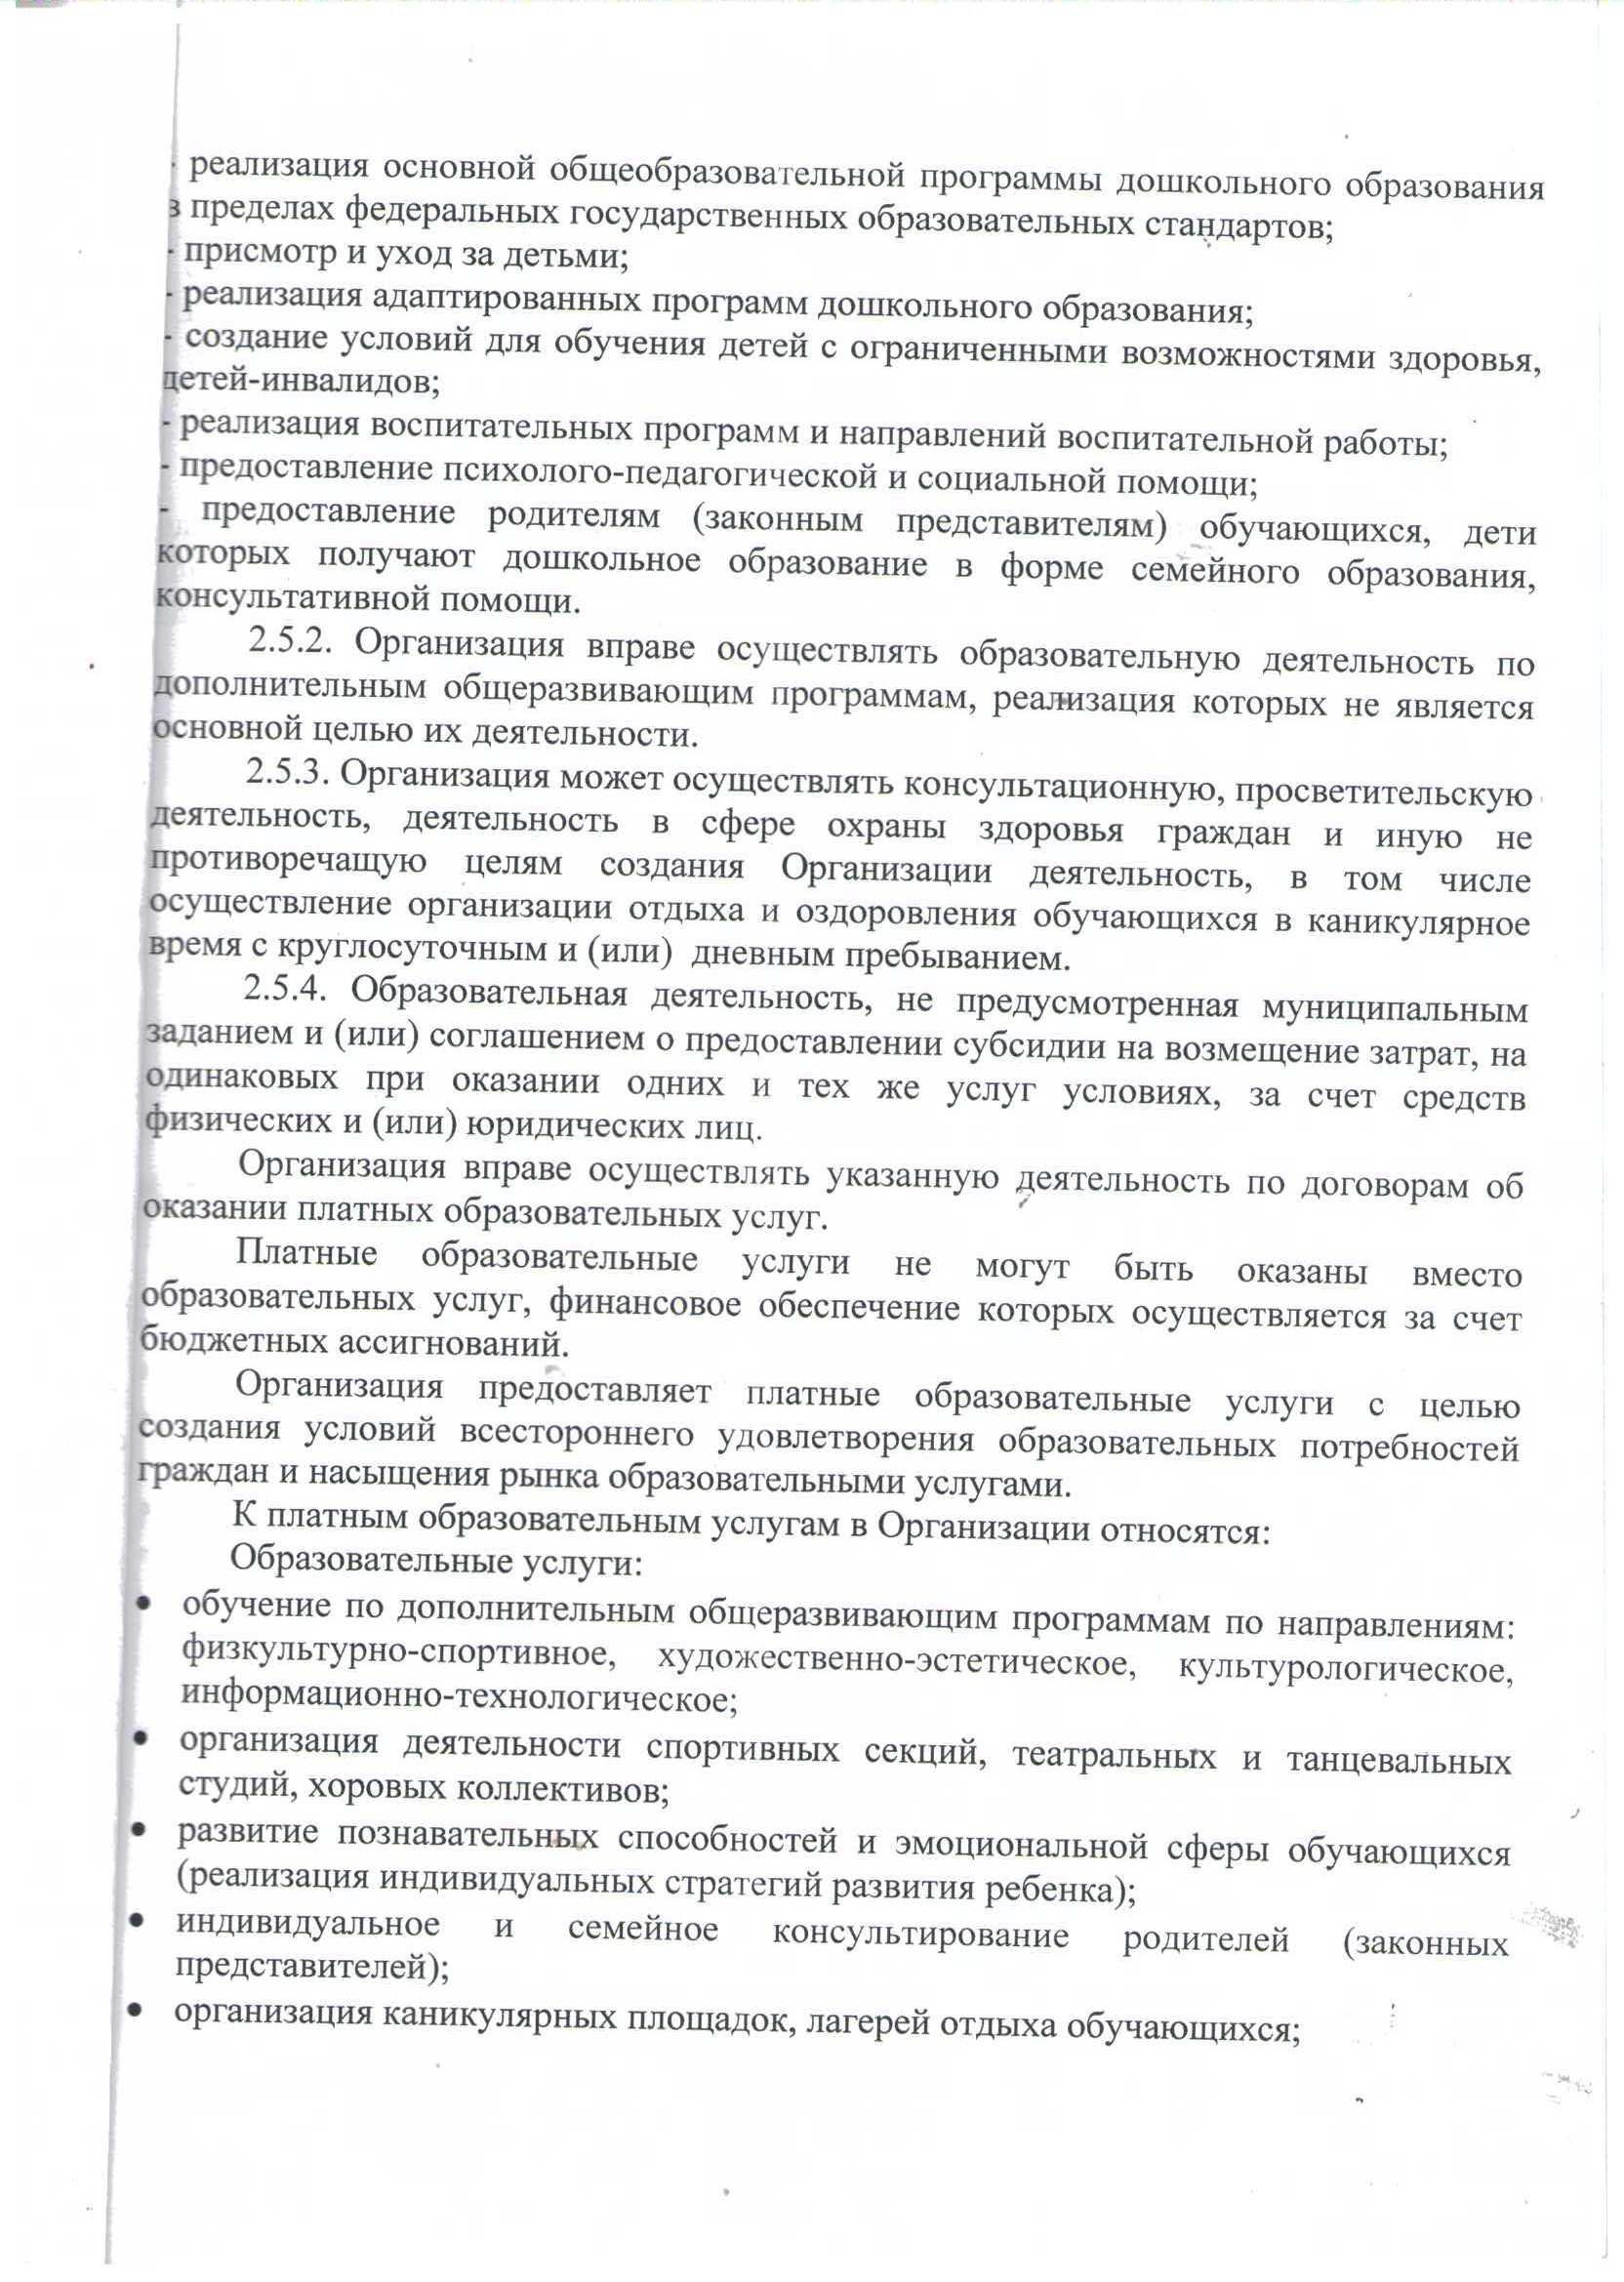 - реализация основной общеобразовательной программы дошкольного образования
в пределах федеральных государственных образовательных стандартов;
- присмотр и уход за детьми;
- реализация адаптированных программ дошкольного образования;
- создание условий для обучения детей с ограниченными возможностями здоровья,
детей-инвалидов;
- реализация воспитательных программ и направлений воспитательной работы;
- предоставление психолого-педагогической и социальной помощи;
- предоставление родителям (законным представителям) обучающихся, дети
которых получают дошкольное образование в форме семейного образования,
консультативной помощи.
2.5.2. Организация вправе осуществлять образовательную деятельность по
дополнительным общеразвивающим программам, реализация которых не является
основной целью их деятельности.
2.5.3. Организация может осуществлять консультационную, просветительскую
деятельность, деятельность в сфере охраны здоровья граждан и иную не
противоречащую целям создания Организации деятельность, в том числе
осуществление организации отдыха и оздоровления обучающихся в каникулярное
время с круглосуточным и (или) дневным пребыванием.
2.5.4. Образовательная деятельность, не предусмотренная муниципальным
заданием и (или) соглашением о предоставлении субсидии на возмещение затрат, на
одинаковых при оказании одних и тех же услуг условиях, за счет средств
физических и (или) юридических лиц.
Организация вправе осуществлять указанную деятельность по договорам об
оказании платных образовательных услуг.
Платные образовательные услуги не могут быть оказаны вместо
образовательных услуг, финансовое обеспечение которых осуществляется за счет
бюджетных ассигнований.
Организация предоставляет платные образовательные услуги с целью
создания условий всестороннего удовлетворения образовательных потребностей
граждан и насыщения рынка образовательными услугами.
К платным образовательным услугам в Организации относятся:
Образовательные услуги:
• обучение по дополнительным общеразвивающим программам по направлениям:
физкультурно-спортивное, художественно-эстетическое, культурологическое,
информационно-технологическое;
• организация деятельности спортивных секций, театральных и танцевальных
студий, хоровых коллективов;
• развитие познавательных способностей и эмоциональной сферы обучающихся
(реализация индивидуальных стратегий развития ребенка);
• индивидуальное и семейное консультирование родителей (законных
представителей);
• организация каникулярных площадок, лагерей отдыха обучающихся;